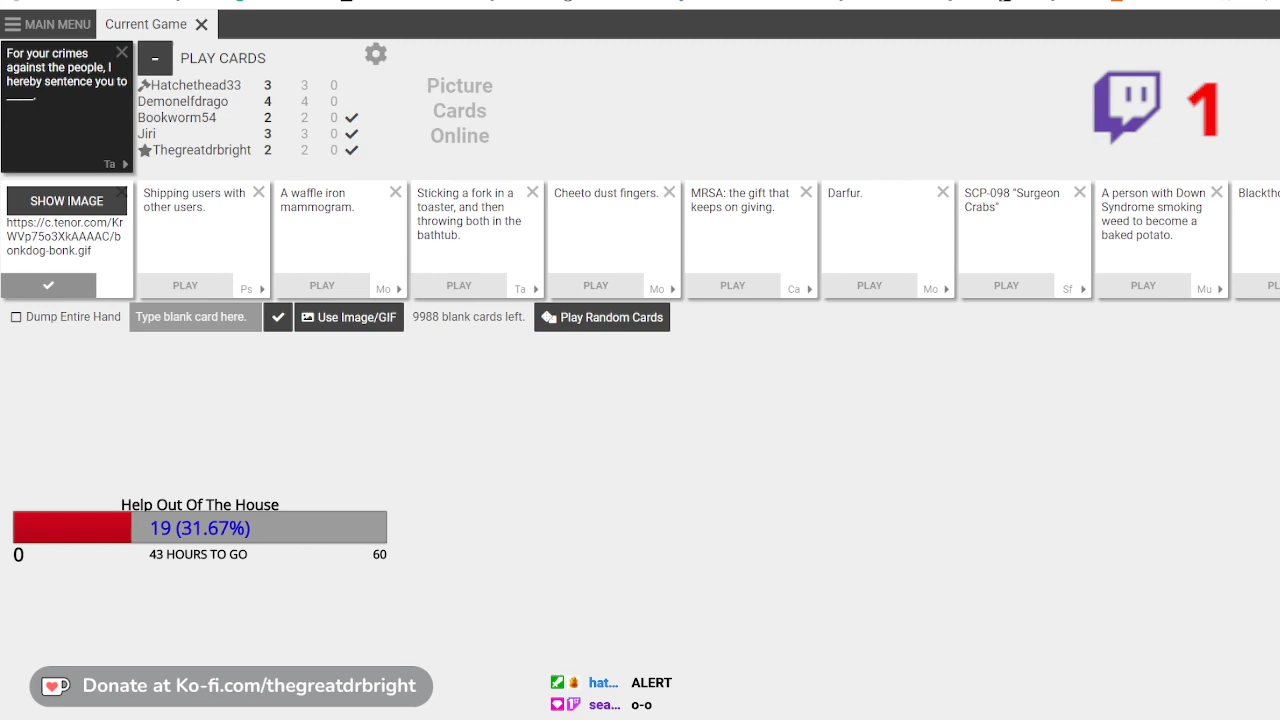 MAIN MENU
Current Game
For your crimes
against the people, I
hereby sentence you to
____.
Ta
-
PLAY CARDS
Hatchethead33 3 3 0
Demonelfdrago 4 4 0
Bookworm54 2 2 0
Jiri 3 3 0
Thegreatdrbright 2 2 0
Picture
Cards
Online
1
SHOW IMAGE
https://c.tenor.com/Kr
WVp75o3XkAAAAC/b
onkdog-bonk.gif
Shipping users with
other users.
PLAY
Ps
A waffle iron
mammogram.
PLAY
Mo
Sticking a fork in a
toaster, and then
throwing both in the
bathtub.
PLAY
Ta
Cheeto dust fingers.
PLAY
Mo
MRSA: the gift that
keeps on giving.
PLAY
Ca
Darfur.
PLAY
Mo
SCP-098 "Surgeon
Crabs"
PLAY
Sf
A person with Down
Syndrome smoking
weed to become a
baked potato.
PLAY
Mu
Blacktho
PL
Dump Entire Hand
Type blank card here.
Use Image/GIF
9988 blank cards left.
Play Random Cards
Help Out Of The House
19 (31.67%)
0
43 HOURS TO GO
60
Donate at Ko-fi.com/thegreatdrbright
hat... ALERT
sea... o-o